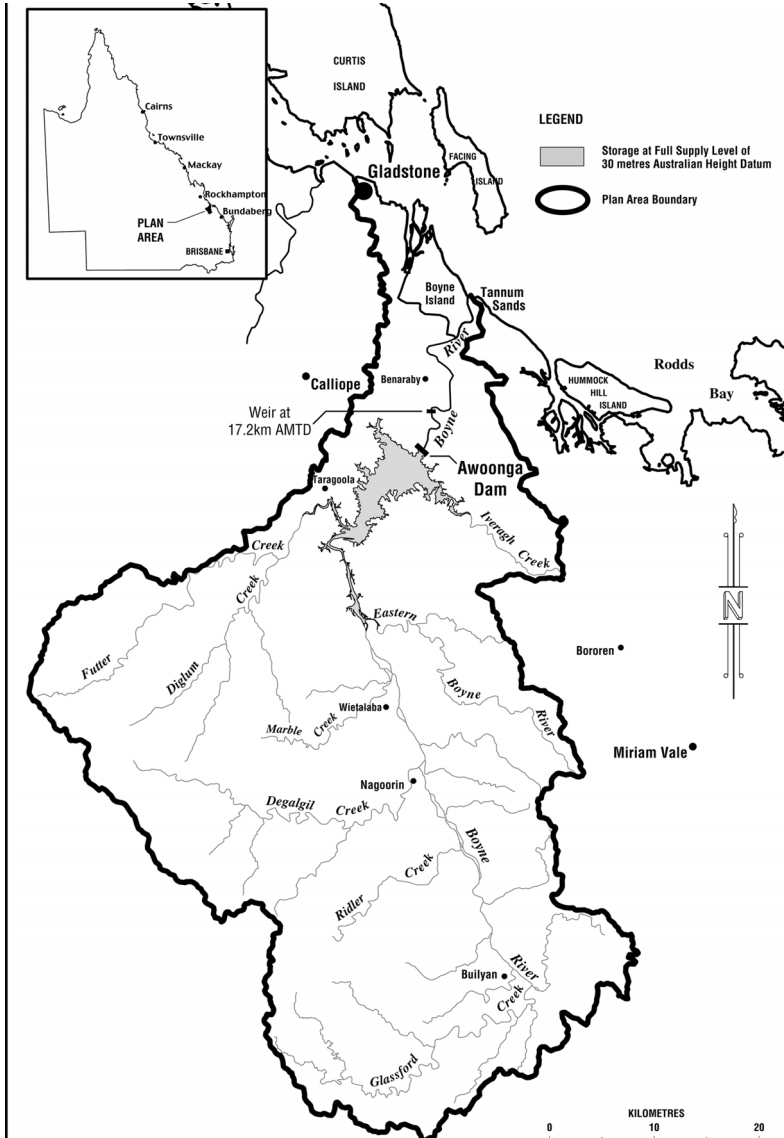 CURTIS
ISLAND
Cairns
Townsville
Mackay
Rockhampton
Bundaberg
PLAN
AREA
BRISBANE
LEGEND
Storage at Full Supply Level of
30 metres Australian Height Datum
Plan Area Boundary
FACING
ISLAND
Gladstone
Boyne
Island
Tannum
Sands
River
Rodds
Bay
HUMMOCK
HILL
ISLAND
Calliope
Benaraby
Weir at
17.2km AMTD
Boyne
Awoonga
Dam
Taragoola
Iveragh
Creek
Creek
Creek
N
Eastern
Boyne
River
Futter
Diglum
Bororen
Wietalaba
Marble
Creek
Miriam Vale
Nagoorin
Degalgil
Creek
Boyne
Creek
Ridler
River
Builyan
Creek
Glassford
KILOMETRES
0 10 20